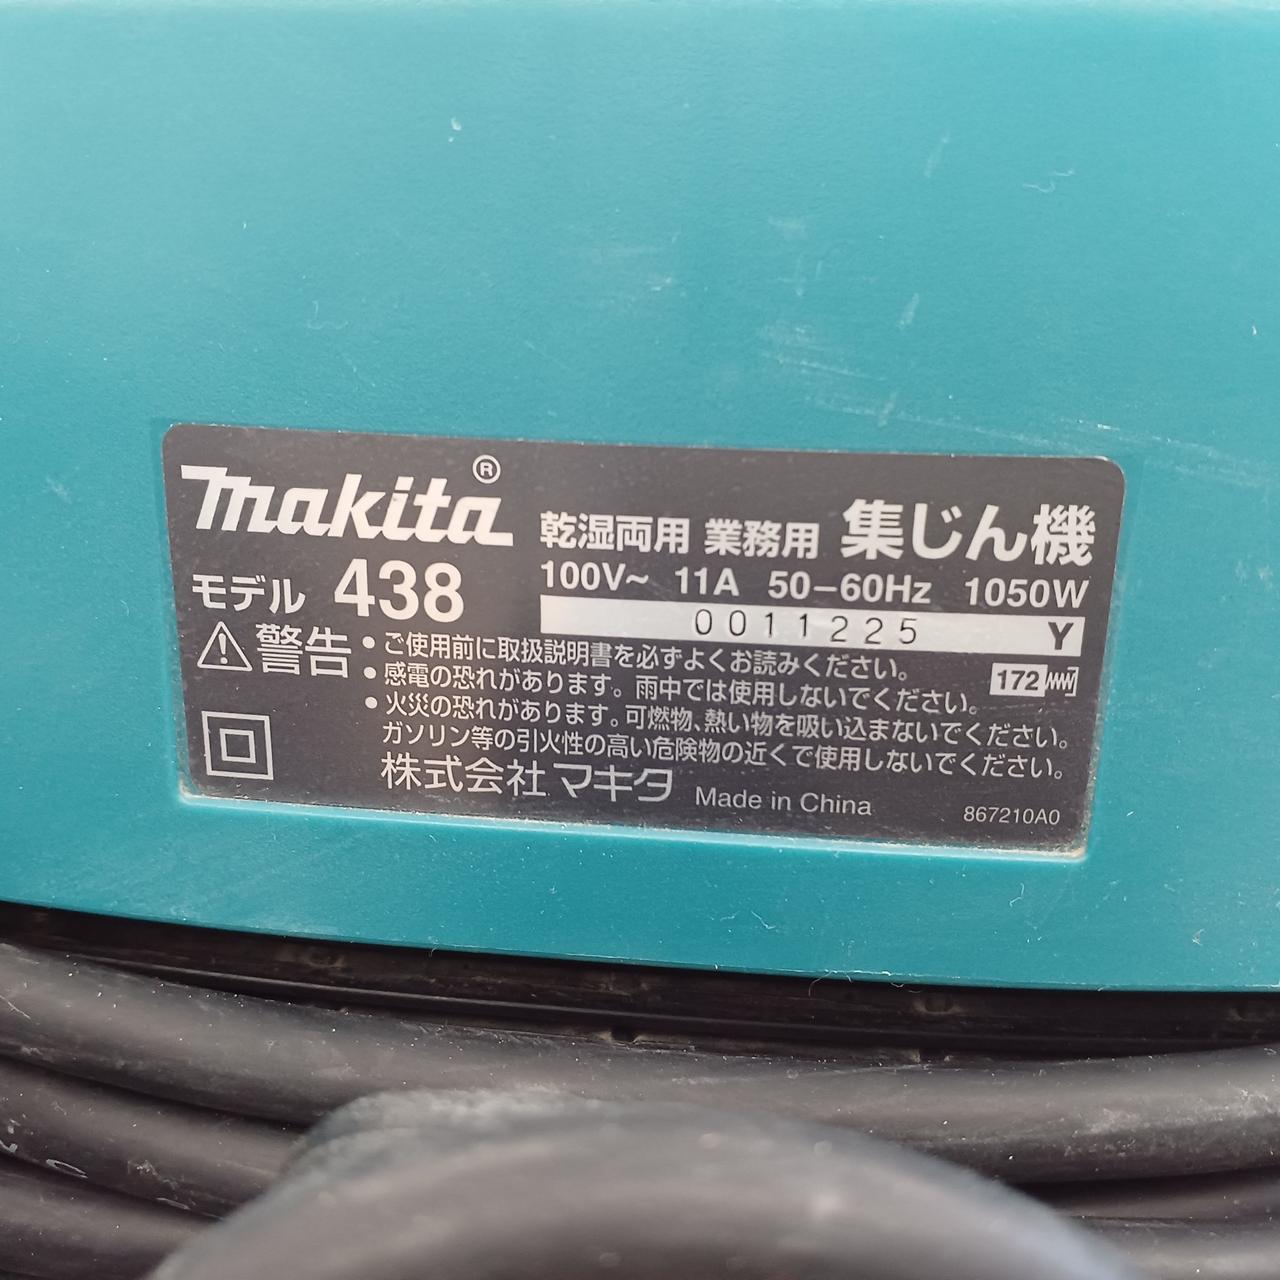 makita®
乾湿両用 業務用 集じん機
モデル 438
100V~ 11A 50-60Hz 1050W
0011225 Y
⚠警告
•ご使用前に取扱説明書を必ずよくお読みください。
•感電の恐れがあります。雨中では使用しないでください。
172
•火災の恐れがあります。可燃物、熱い物を吸い込まないでください。
ガソリン等の引火性の高い危険物の近くで使用しないでください。
株式会社マキタ Made in China 867210A0